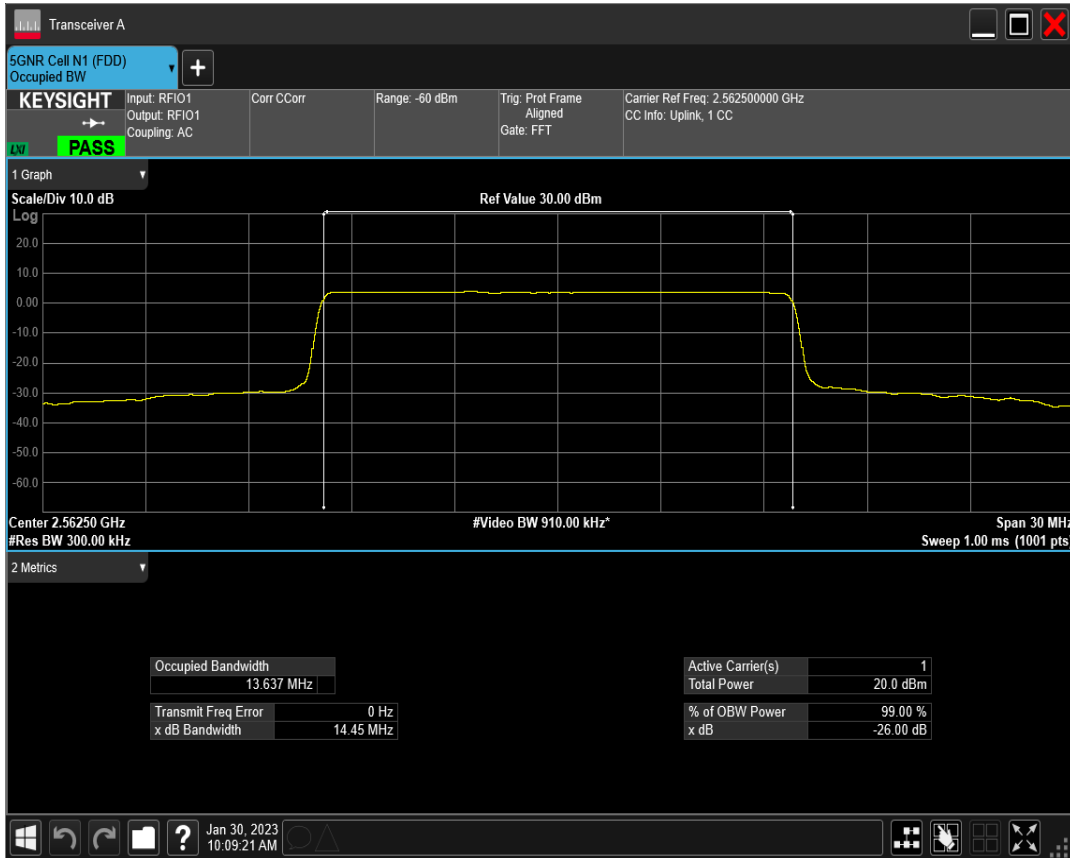 Transceiver A
5GNR Cell N1 (FDD)
Occupied BW
+
KEYSIGHT
LXI
PASS
Input: RFIO1
Output: RFIO1
Coupling: AC
Corr CCorr
Range: -60 dBm
Trig: Prot Frame
Aligned
Gate: FFT
Carrier Ref Freq: 2.562500000 GHz
CC Info: Uplink, 1 CC
1 Graph
Scale/Div 10.0 dB
Ref Value 30.00 dBm
Log
20.0
10.0
0.00
-10.0
-20.0
-30.0
-40.0
-50.0
-60.0
Center 2.56250 GHz
#Video BW 910.00 kHz*
Span 30 MHz
#Res BW 300.00 kHz
Sweep 1.00 ms (1001 pts)
2 Metrics
Occupied Bandwidth
13.637 MHz
Transmit Freq Error 0 Hz
x dB Bandwidth 14.45 MHz
Active Carrier(s) 1
Total Power 20.0 dBm
% of OBW Power 99.00 %
x dB -26.00 dB
?
Jan 30, 2023
10:09:21 AM